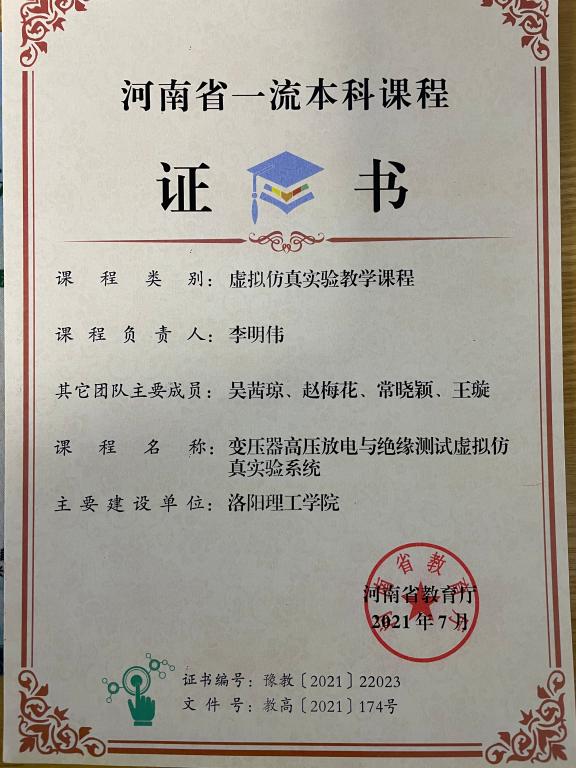 河南省一流本科课程
证 书
课程类别：虚拟仿真实验教学课程
课程负责人：李明伟
其它团队主要成员：吴茜琼、赵梅花、常晓颖、王璇
课程名称：变压器高压放电与绝缘测试虚拟仿
真实验系统
主要建设单位：洛阳理工学院
河南省教育厅
河南省教育厅
2021年7月
证书编号：豫教〔2021〕22023
文件号：教高〔2021〕174号